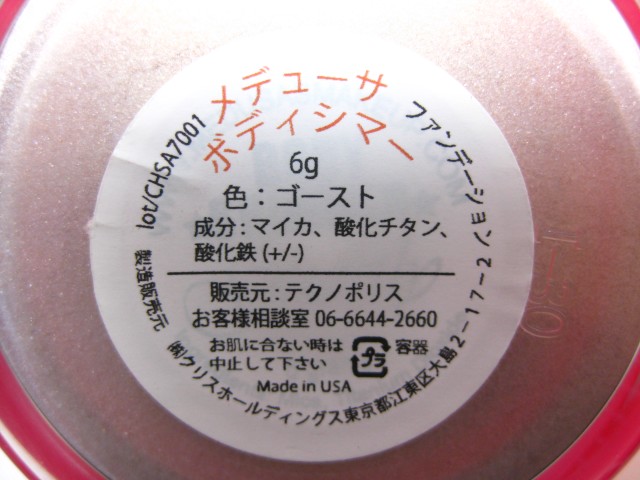 メデューサ
ボディシマー
ファンデーション
lot/CHSA7001
6g
色：ゴースト
成分：マイカ、酸化チタン、
酸化鉄 (+/-)
販売元：テクノポリス
お客様相談室 06-6644-2660
お肌に合ない時は
中止して下さい
プラ
容器
Made in USA
製造販売元 ㈱クリスホールディングス東京都江東区大島2-17-2